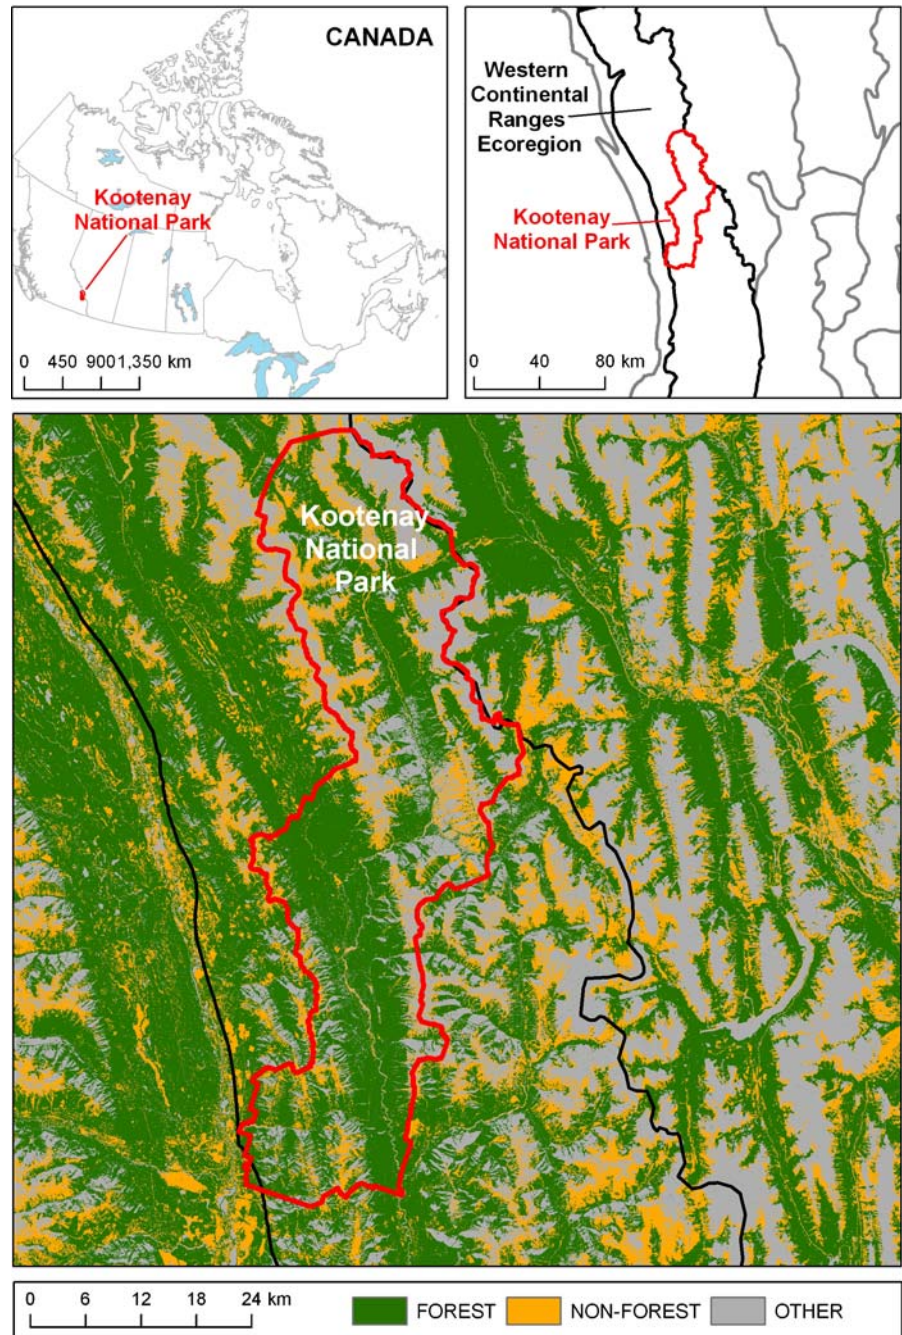 CANADA
Kootenay
National Park
0 450 9001,350 km
Western
Continental
Ranges
Ecoregion
Kootenay
National Park
0 40 80 km
Kootenay
National
Park
0 6 12 18 24 km
FOREST NON-FOREST OTHER